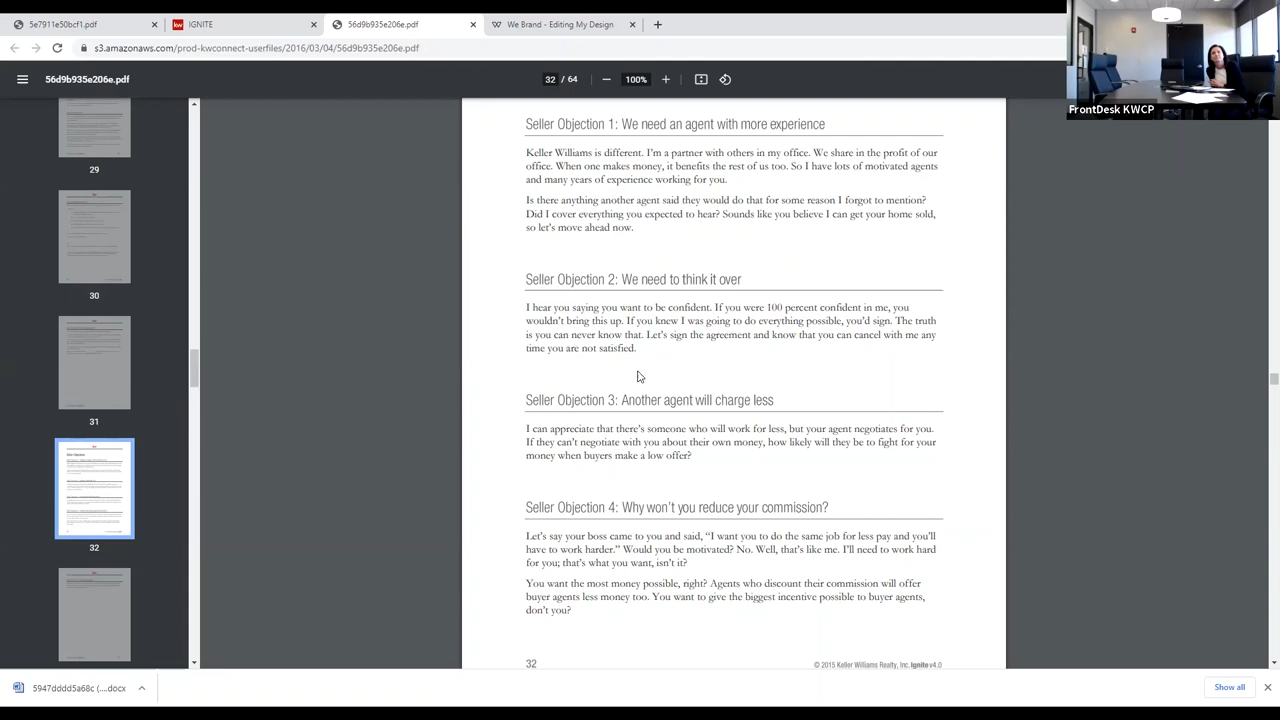 5e7911e50bcf1.pdf
IGNITE
56d9b935e206e.pdf
We Brand - Editing My Design
s3.amazonaws.com/prod-kwconnect-userfiles/2016/03/04/56d9b935e206e.pdf
56d9b935e206e.pdf
32 / 64
100%
FrontDesk KWCP
29
30
31
32
Seller Objection 1: We need an agent with more experience
Keller Williams is different. I'm a partner with others in my office. We share in the profit of our
office. When one makes money, it benefits the rest of us too. So I have lots of motivated agents
and many years of experience working for you.
Is there anything another agent said they would do that for some reason I forgot to mention?
Did I cover everything you expected to hear? Sounds like you believe I can get your home sold,
so let's move ahead now.
Seller Objection 2: We need to think it over
I hear you saying you want to be confident. If you were 100 percent confident in me, you
wouldn't bring this up. If you knew I was going to do everything possible, you'd sign. The truth
is you can never know that. Let's sign the agreement and know that you can cancel with me any
time you are not satisfied.
Seller Objection 3: Another agent will charge less
I can appreciate that there's someone who will work for less, but your agent negotiates for you.
If they can't negotiate with you about their own money, how likely will they be to fight for your
money when buyers make a low offer?
Seller Objection 4: Why won't you reduce your commission?
Let's say your boss came to you and said, "I want you to do the same job for less pay and you'll
have to work harder." Would you be motivated? No. Well, that's like me. I'll need to work hard
for you; that's what you want, isn't it?
You want the most money possible, right? Agents who discount their commission will offer
buyer agents less money too. You want to give the biggest incentive possible to buyer agents,
don't you?
32
© 2015 Keller Williams Realty, Inc. Ignite v4.0
5947dddd5a68c (....docx
Show all